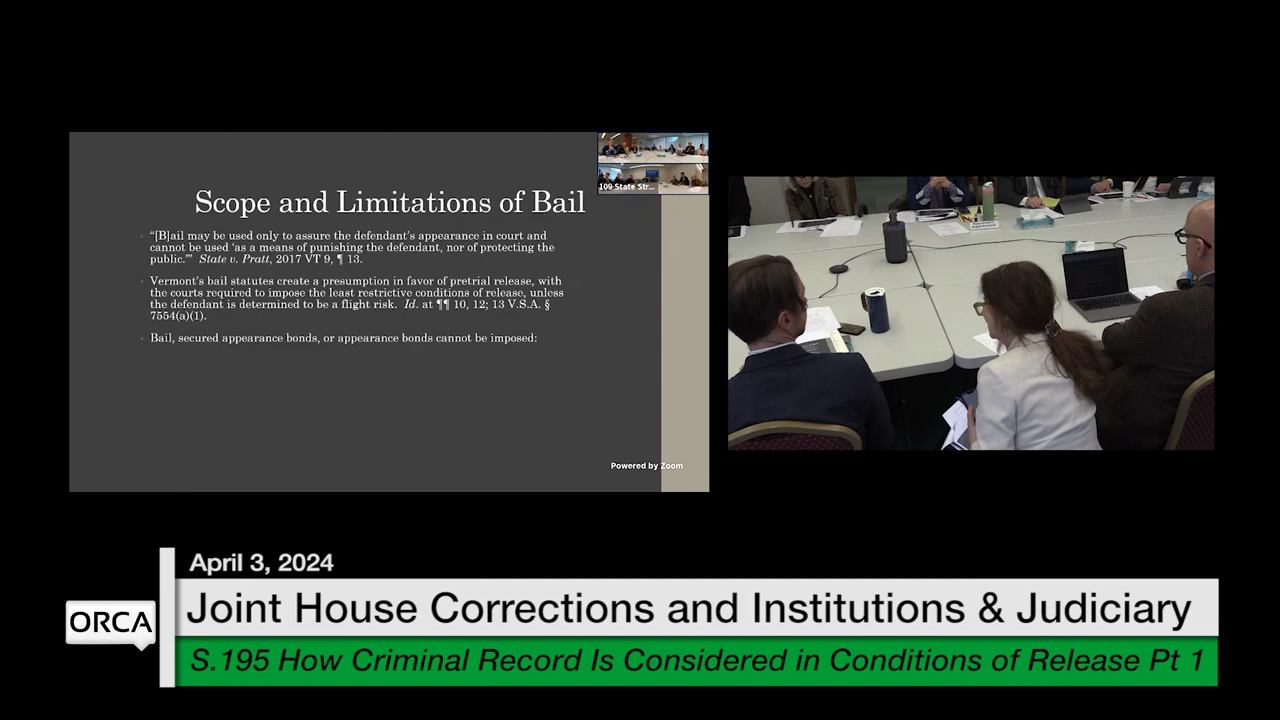 109 State Str...
Scope and Limitations of Bail
“[B]ail may be used only to assure the defendant’s appearance in court and
cannot be used ‘as a means of punishing the defendant, nor of protecting the
public.’” State v. Pratt, 2017 VT 9, ¶ 13.
Vermont’s bail statutes create a presumption in favor of pretrial release, with
the courts required to impose the least restrictive conditions of release, unless
the defendant is determined to be a flight risk. Id. at ¶¶ 10, 12; 13 V.S.A. §
7554(a)(1).
Bail, secured appearance bonds, or appearance bonds cannot be imposed:
Powered by Zoom
April 3, 2024
ORCA
Joint House Corrections and Institutions & Judiciary
S.195 How Criminal Record Is Considered in Conditions of Release Pt 1